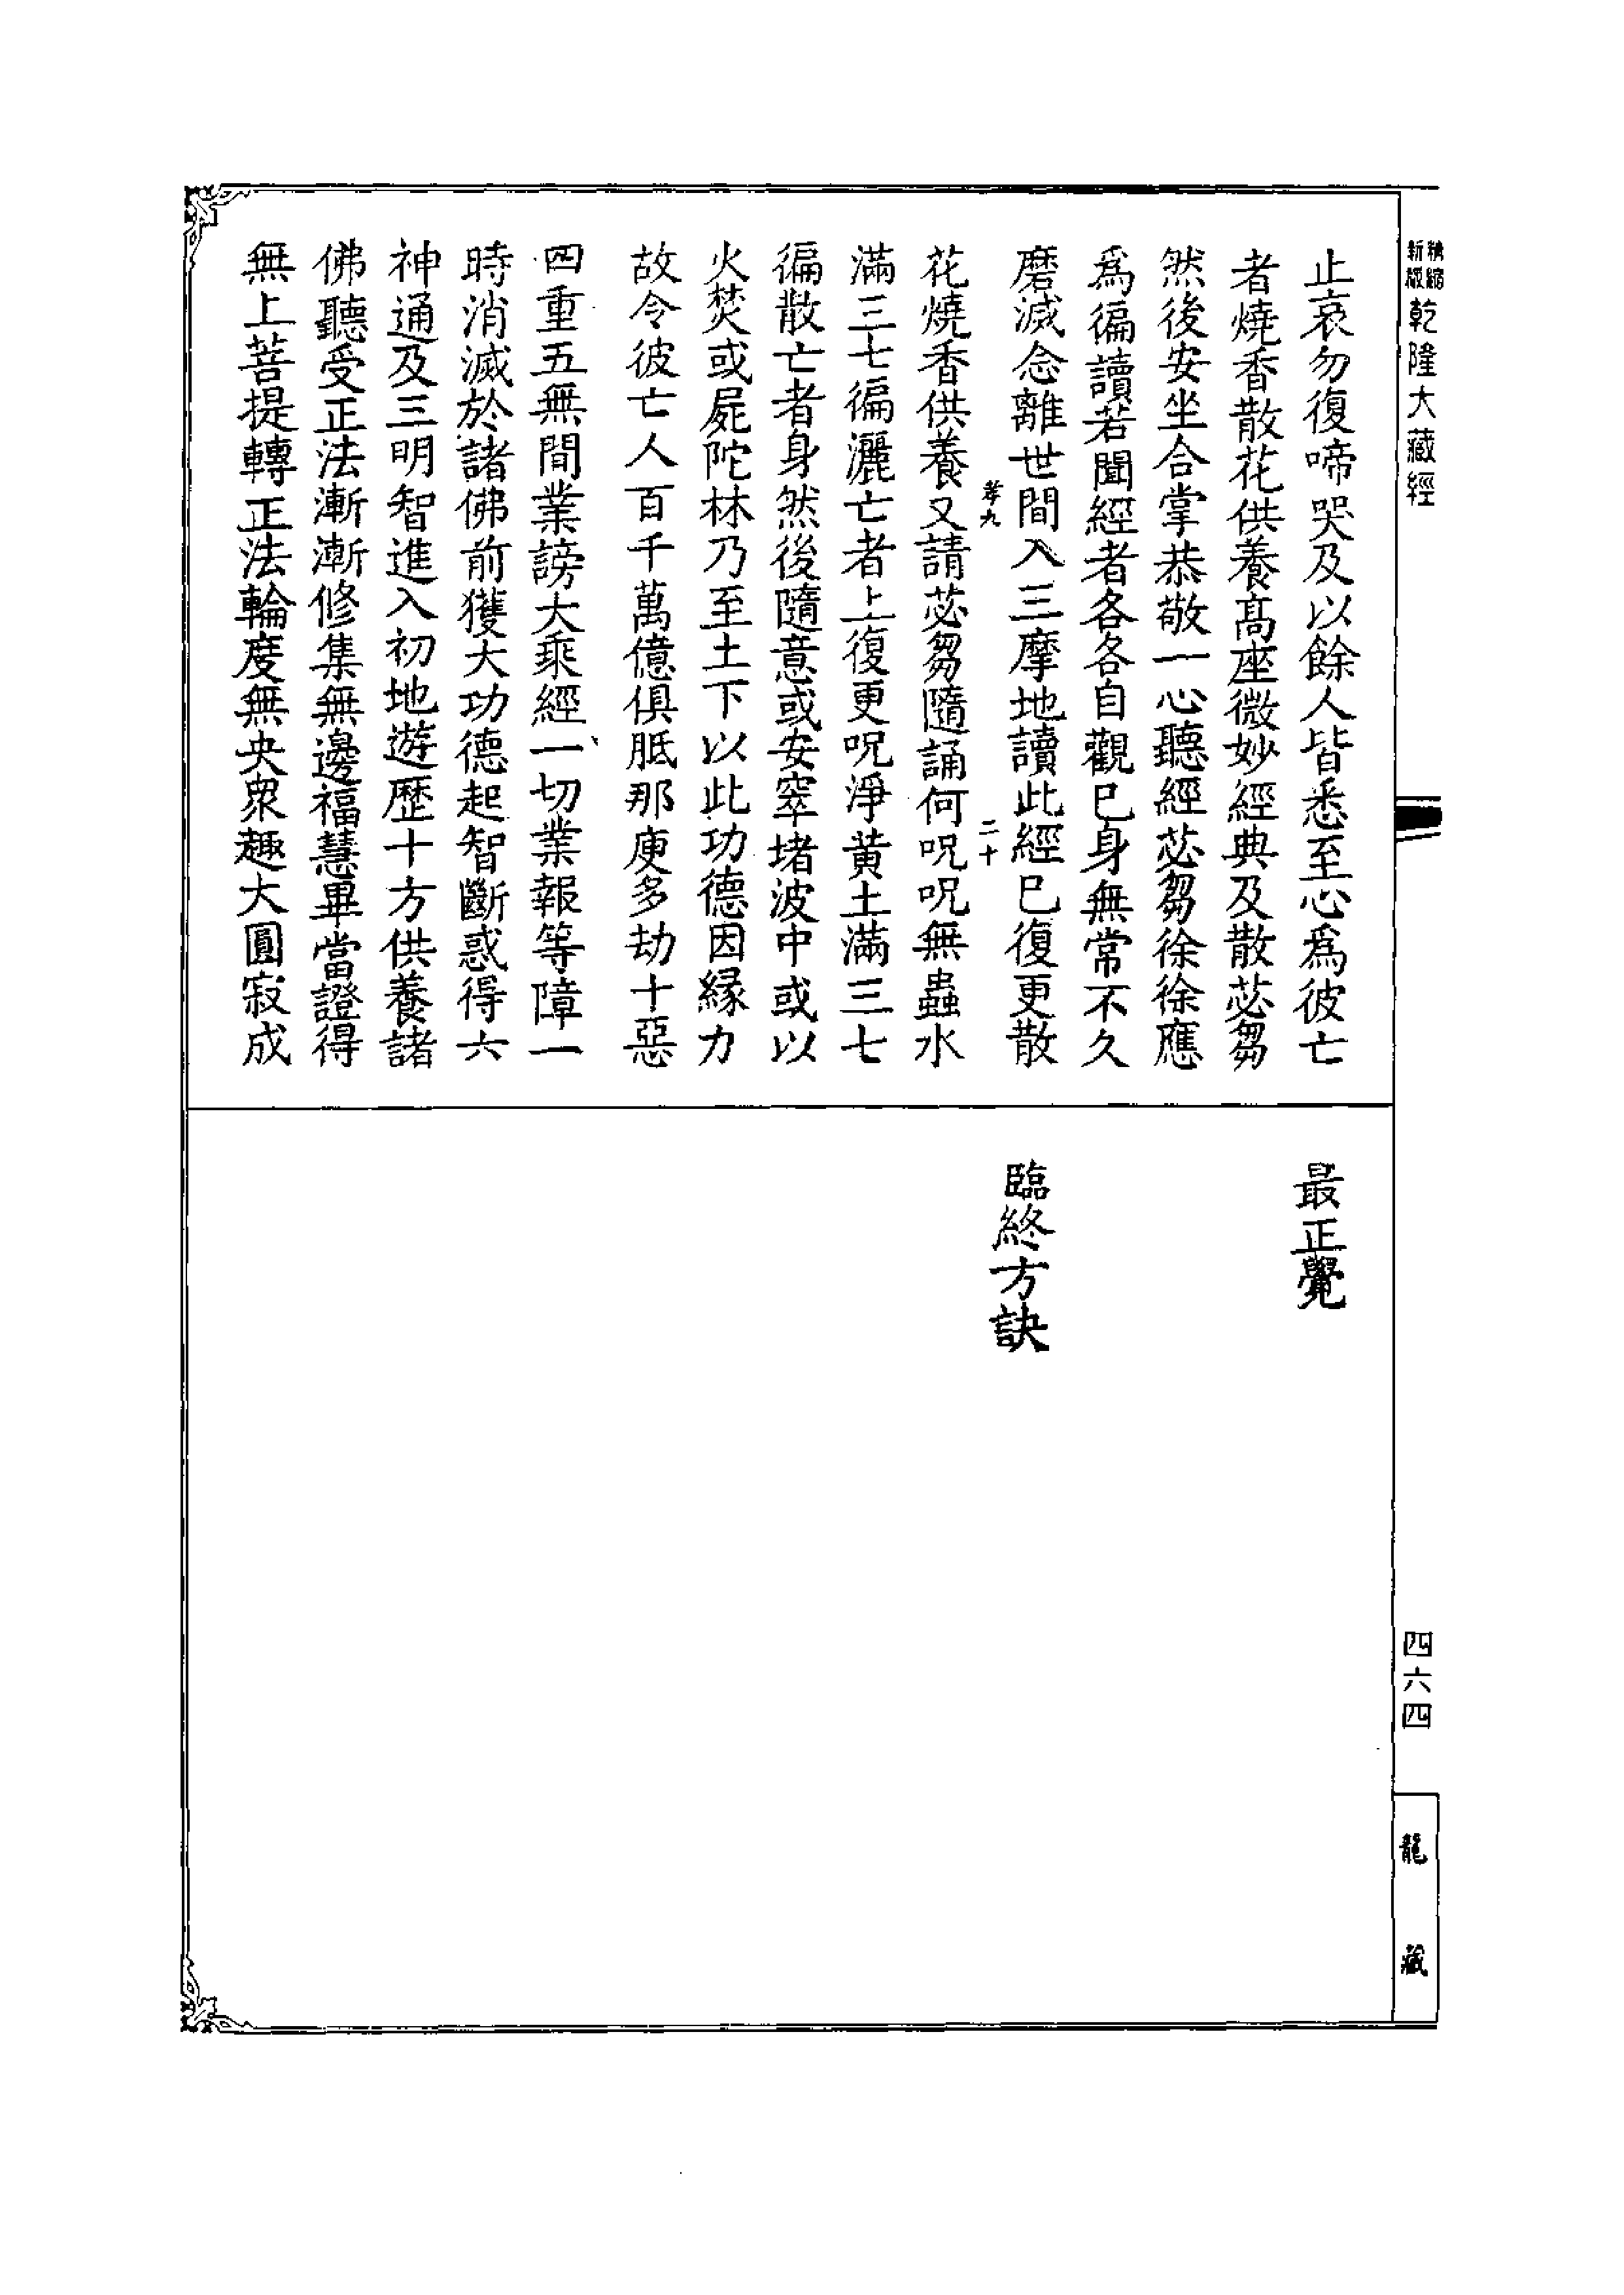 新版
精縮
乾隆大藏經
止哀勿復啼哭及以餘人皆悉至心爲彼亡
者燒香散花供養髙座微妙經典及散苾芻
然後安坐合掌恭敬一心聽經苾芻徐徐應
爲徧讀若聞經者各各自觀已身無常不久
磨滅念離世間入三摩地讀此經已復更散
孝九
二十
花燒香供養又請苾芻隨誦何呪呪無蟲水
滿三七徧灑亡者上復更呪淨黃土滿三七
徧散亡者身然後隨意或安窣堵波中或以
火焚或屍陀林乃至土下以此功德因緣力
故令彼亡人百千萬億俱胝那庾多劫十惡
四重五無間業謗大乘經一切業報等障一
時消滅於諸佛前獲大功德起智斷惑得六
神通及三明智進入初地遊歷十方供養諸
佛聽受正法漸漸修集無邊福慧畢當證得
無上菩提轉正法輪度無央衆趣大圓寂成
最正覺
臨終方訣
四六四
龍藏